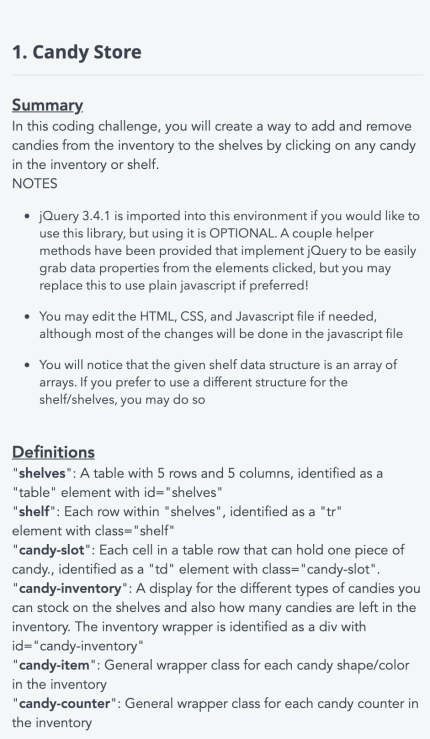 1. Candy Store
Summary
In this coding challenge, you will create a way to add and remove
candies from the inventory to the shelves by clicking on any candy
in the inventory or shelf.
NOTES
• jQuery 3.4.1 is imported into this environment if you would like to
use this library, but using it is OPTIONAL. A couple helper
methods have been provided that implement jQuery to be easily
grab data properties from the elements clicked, but you may
replace this to use plain javascript if preferred!
• You may edit the HTML, CSS, and Javascript file if needed,
although most of the changes will be done in the javascript file
• You will notice that the given shelf data structure is an array of
arrays. If you prefer to use a different structure for the
shelf/shelves, you may do so
Definitions
"shelves": A table with 5 rows and 5 columns, identified as a
"table" element with id="shelves"
"shelf": Each row within "shelves", identified as a "tr"
element with class="shelf"
"candy-slot": Each cell in a table row that can hold one piece of
candy., identified as a "td" element with class="candy-slot".
"candy-inventory": A display for the different types of candies you
can stock on the shelves and also how many candies are left in the
inventory. The inventory wrapper is identified as a div with
id="candy-inventory"
"candy-item": General wrapper class for each candy shape/color
in the inventory
"candy-counter": General wrapper class for each candy counter in
the inventory